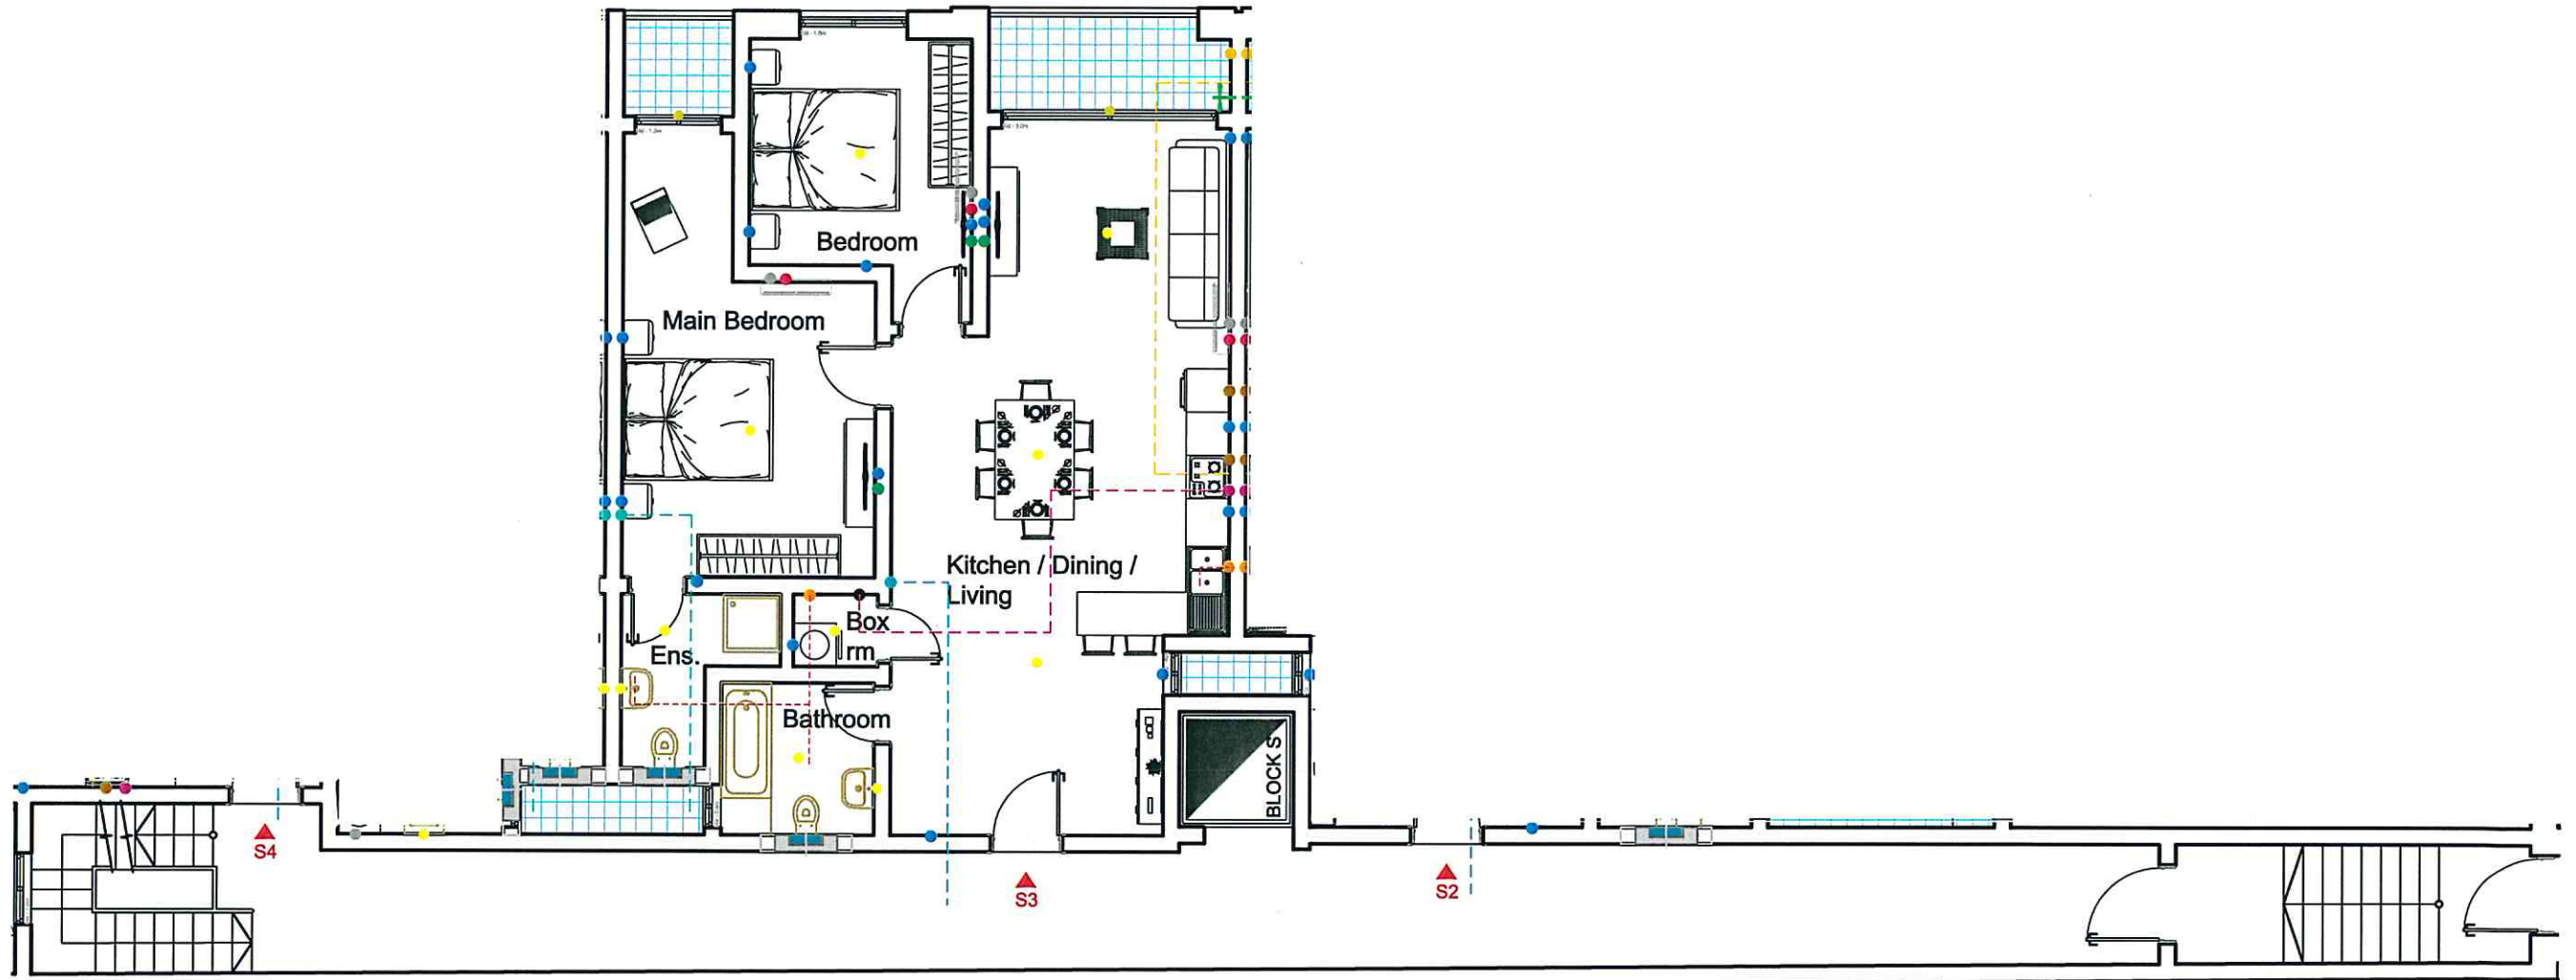 Bedroom
Main Bedroom
Kitchen / Dining /
Living
Box
rm
Ens.
Bathroom
BLOCK S
S4
S3
S2